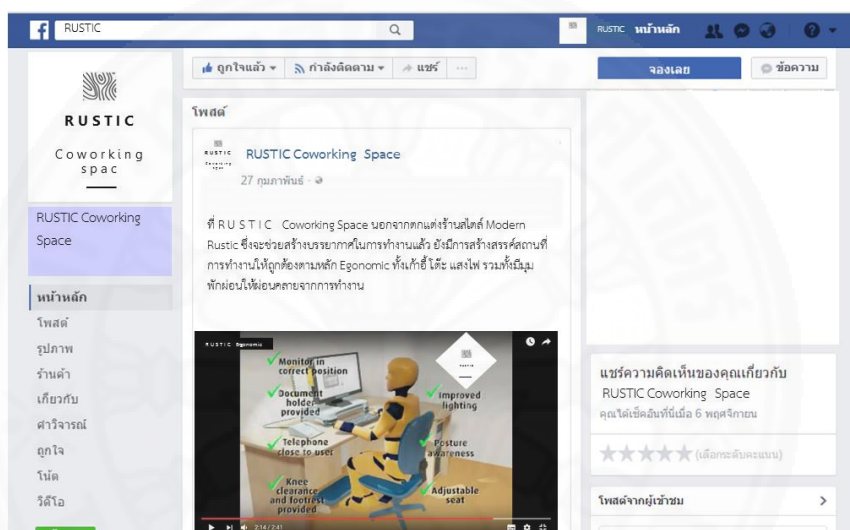 RUSTIC
RUSTIC หน้าหลัก
ถูกใจแล้ว กำลังติดตาม แชร์ ...
จองเลย ข้อความ
RUSTIC
Coworking
spac
RUSTIC Coworking
Space
หน้าหลัก
โพสต์
รูปภาพ
ร้านค้า
เกี่ยวกับ
คำวิจารณ์
ถูกใจ
โน้ต
วิดีโอ
โพสต์
RUSTIC
RUSTIC Coworking Space
27 กุมภาพันธ์
ที่ R U S T I C Coworking Space นอกจากตกแต่งร้านสไตล์ Modern
Rustic ซึ่งจะช่วยสร้างบรรยากาศในการทำงานแล้ว ยังมีการสร้างสรรค์สถานที่
การทำงานให้ถูกต้องตามหลัก Egonomic ทั้งเก้าอี้ โต๊ะ แสงไฟ รวมทั้งมีมุม
พักผ่อนให้ผ่อนคลายจากการทำงาน
RUSTIC Egonomic
Monitor in
correct position
Document
holder
provided
Telephone
close to user
Knee
clearance
and footrest
provided
Improved
lighting
Posture
awareness
Adjustable
seat
2:14 / 2:41
แชร์ความคิดเห็นของคุณเกี่ยวกับ
RUSTIC Coworking Space
คุณได้เช็คอินที่นี่เมื่อ 6 พฤศจิกายน
(เลือกระดับคะแนน)
โพสต์จากผู้เข้าชม